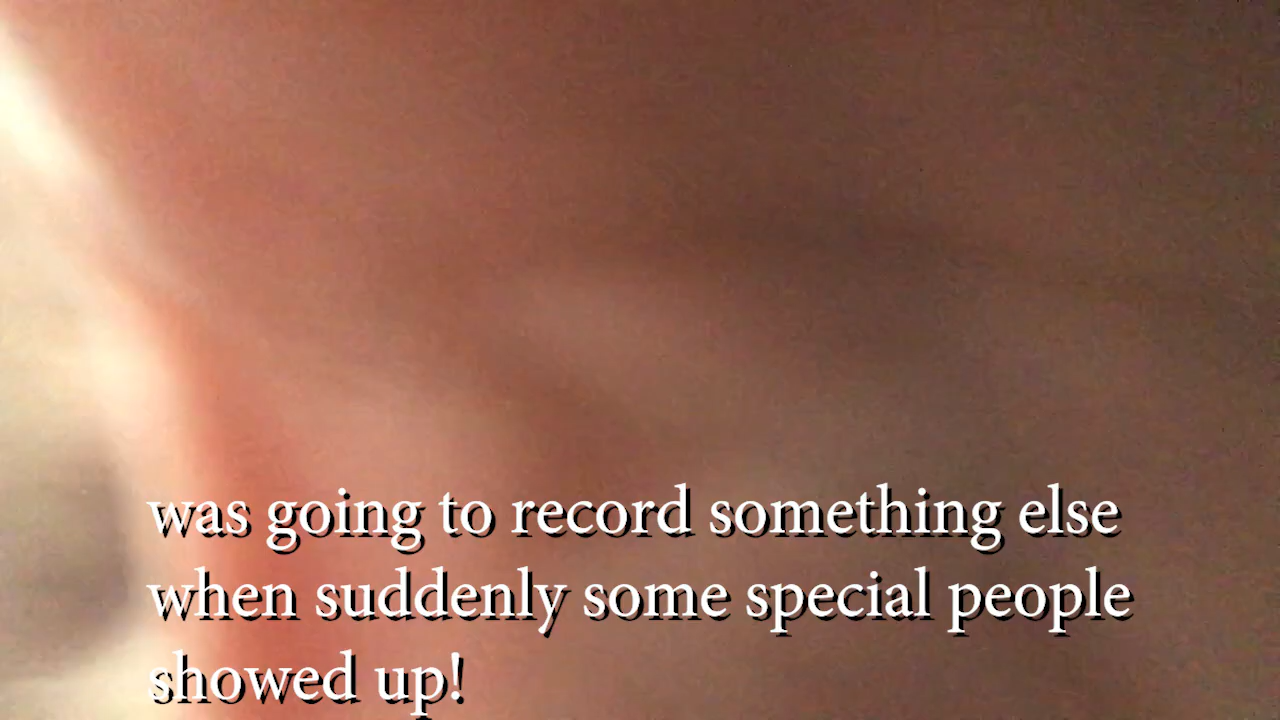 was going to record something else
when suddenly some special people
showed up!